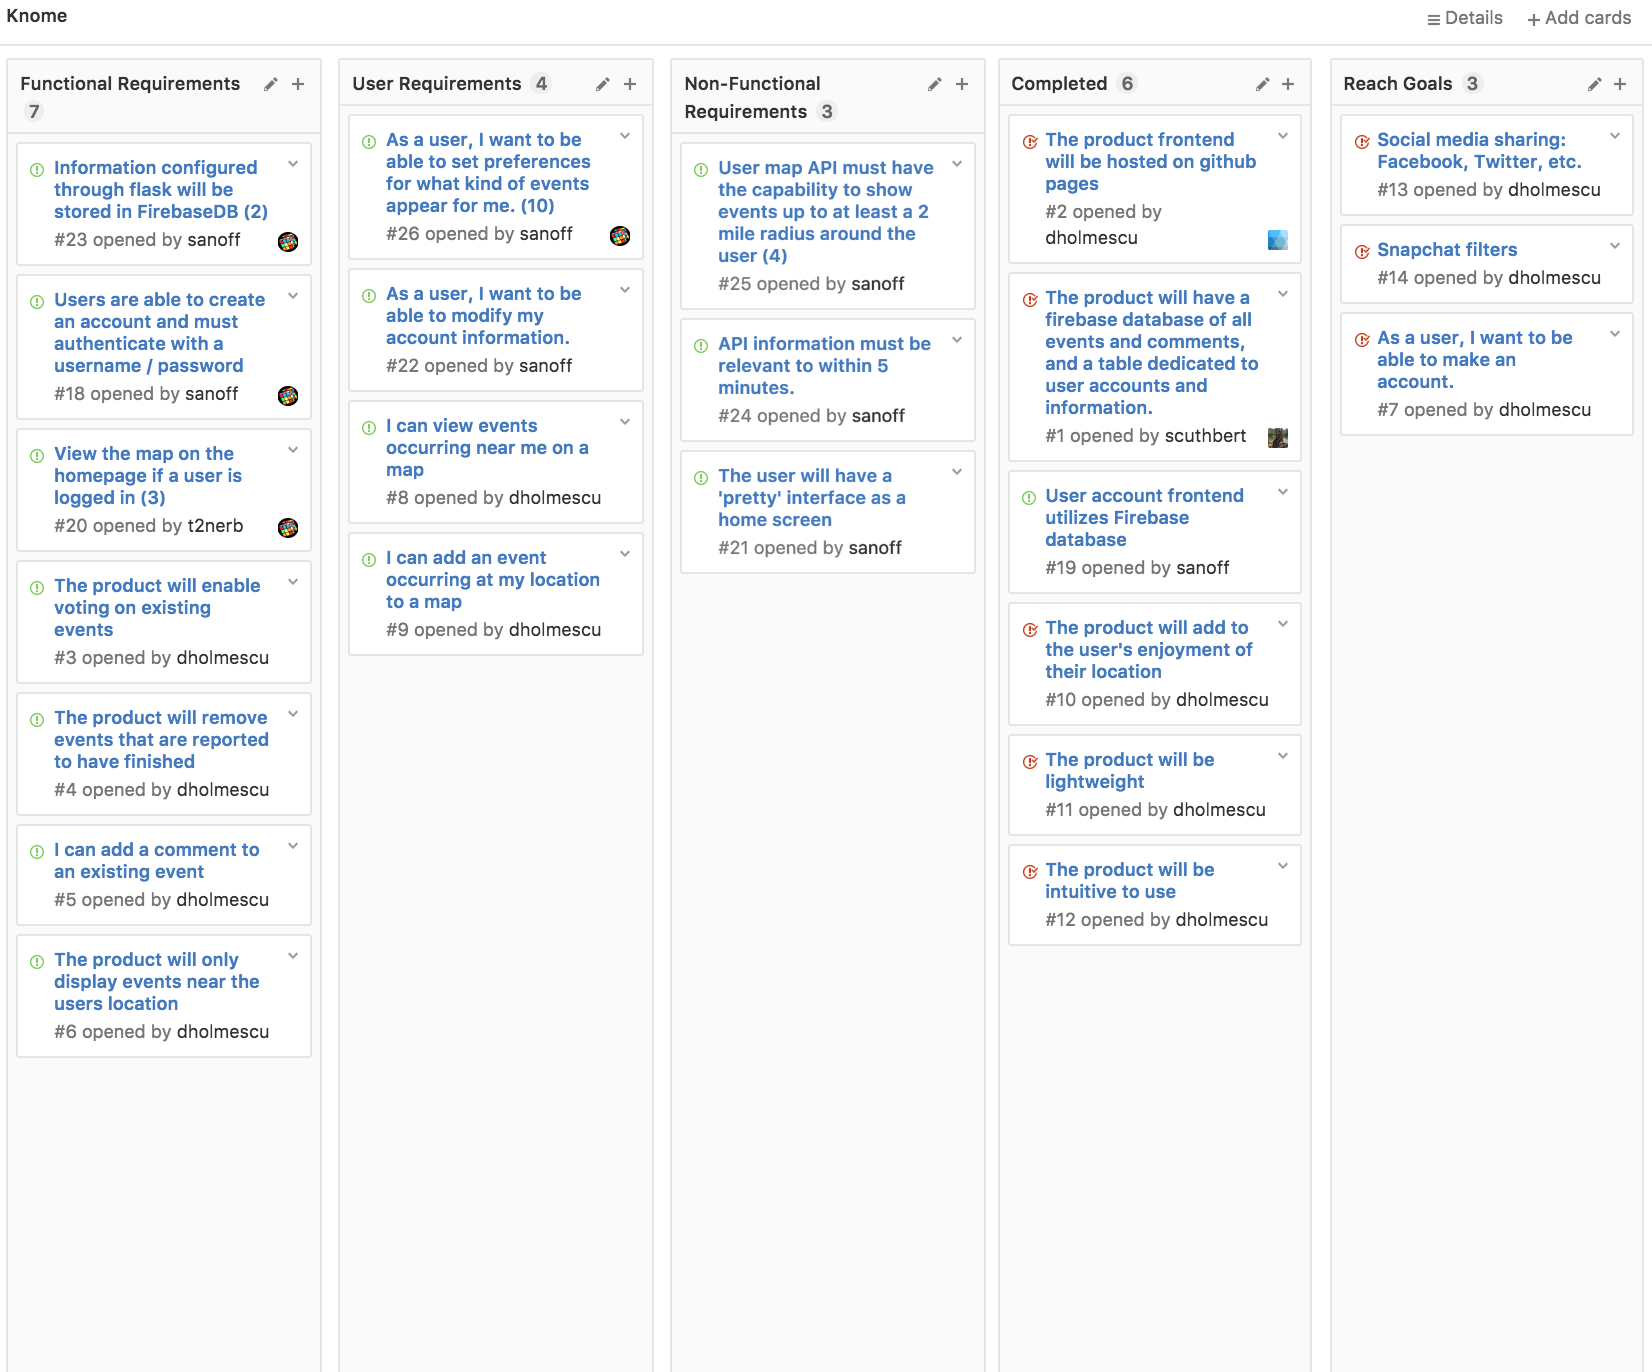 Knome
Details
Add cards
Functional Requirements
7
Information configured
through flask will be
stored in FirebaseDB (2)
#23 opened by sanoff
Users are able to create
an account and must
authenticate with a
username / password
#18 opened by sanoff
View the map on the
homepage if a user is
logged in (3)
#20 opened by t2nerb
The product will enable
voting on existing
events
#3 opened by dholmescu
The product will remove
events that are reported
to have finished
#4 opened by dholmescu
I can add a comment to
an existing event
#5 opened by dholmescu
The product will only
display events near the
users location
#6 opened by dholmescu
User Requirements 4
As a user, I want to be
able to set preferences
for what kind of events
appear for me. (10)
#26 opened by sanoff
As a user, I want to be
able to modify my
account information.
#22 opened by sanoff
I can view events
occurring near me on a
map
#8 opened by dholmescu
I can add an event
occurring at my location
to a map
#9 opened by dholmescu
Non-Functional
Requirements 3
User map API must have
the capability to show
events up to at least a 2
mile radius around the
user (4)
#25 opened by sanoff
API information must be
relevant to within 5
minutes.
#24 opened by sanoff
The user will have a
'pretty' interface as a
home screen
#21 opened by sanoff
Completed 6
The product frontend
will be hosted on github
pages
#2 opened by
dholmescu
The product will have a
firebase database of all
events and comments,
and a table dedicated to
user accounts and
information.
#1 opened by scuthbert
User account frontend
utilizes Firebase
database
#19 opened by sanoff
The product will add to
the user's enjoyment of
their location
#10 opened by dholmescu
The product will be
lightweight
#11 opened by dholmescu
The product will be
intuitive to use
#12 opened by dholmescu
Reach Goals 3
Social media sharing:
Facebook, Twitter, etc.
#13 opened by dholmescu
Snapchat filters
#14 opened by dholmescu
As a user, I want to be
able to make an
account.
#7 opened by dholmescu